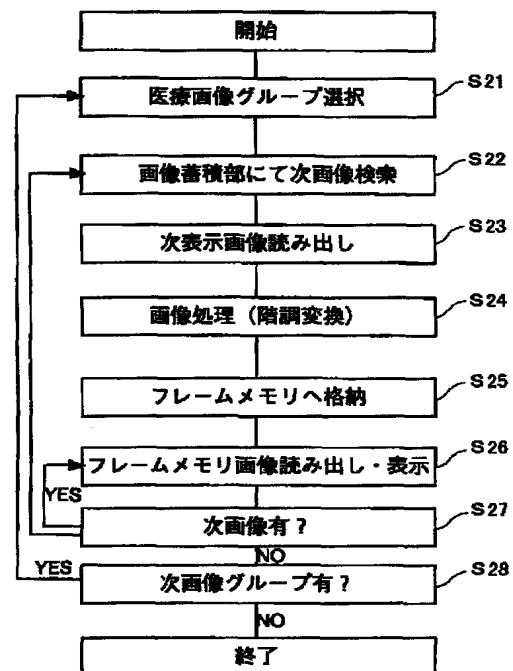 開始
医療画像グループ選択
S21
画像蓄積部にて次画像検索
S22
次表示画像読み出し
S23
画像処理（階調変換）
S24
フレームメモリへ格納
S25
フレームメモリ画像読み出し・表示
S26
YES
次画像有？
S27
NO
YES
次画像グループ有？
S28
NO
終了